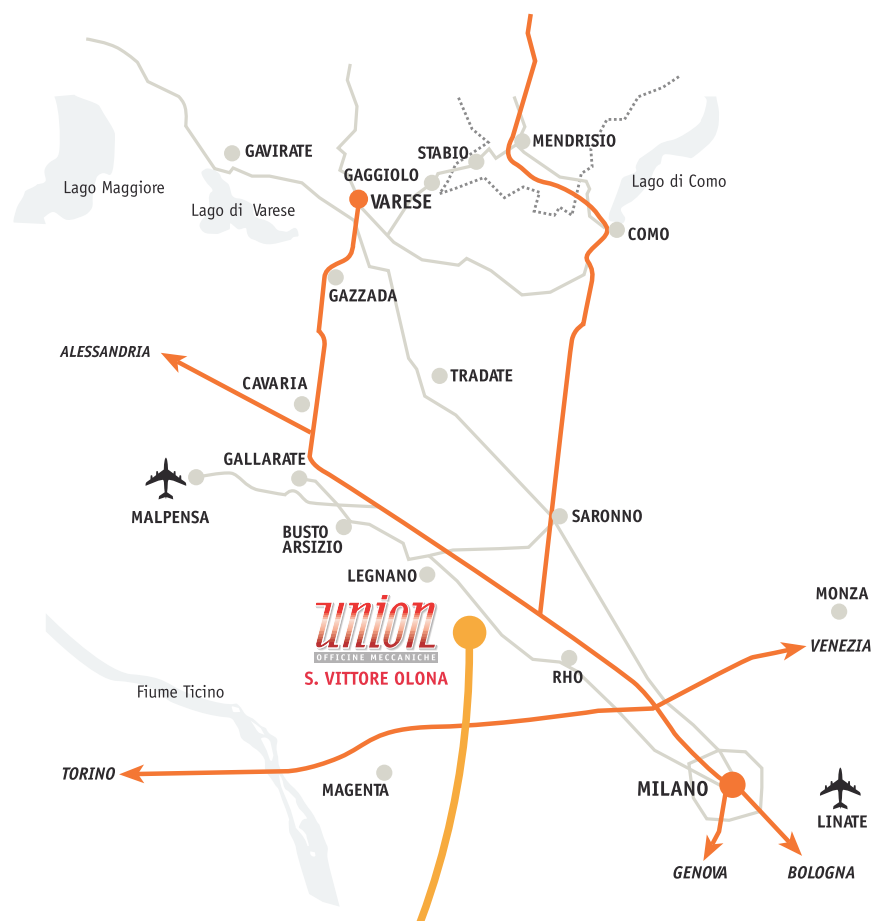 MENDRISIO
GAVIRATE
STABIO
GAGGIOLO
Lago Maggiore
Lago di Como
VARESE
Lago di Varese
COMO
GAZZADA
ALESSANDRIA
TRADATE
CAVARIA
GALLARATE
MALPENSA
SARONNO
BUSTO
ARSIZIO
LEGNANO
MONZA
union
OFFICINE MECCANICHE
VENEZIA
S. VITTORE OLONA
RHO
Fiume Ticino
TORINO
MAGENTA
MILANO
LINATE
GENOVA
BOLOGNA